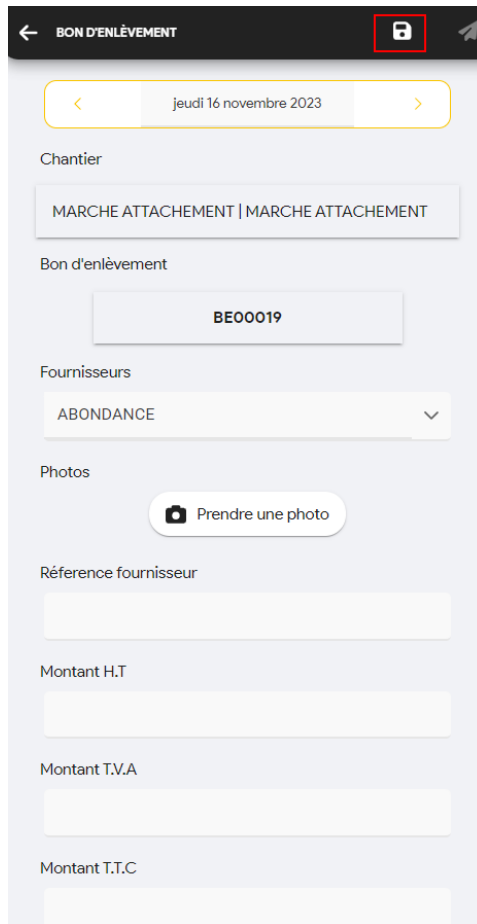 BON D'ENLÈVEMENT
jeudi 16 novembre 2023
Chantier
MARCHE ATTACHEMENT | MARCHE ATTACHEMENT
Bon d'enlèvement
BE00019
Fournisseurs
ABONDANCE
Photos
Prendre une photo
Réference fournisseur
Montant H.T
Montant T.V.A
Montant T.T.C